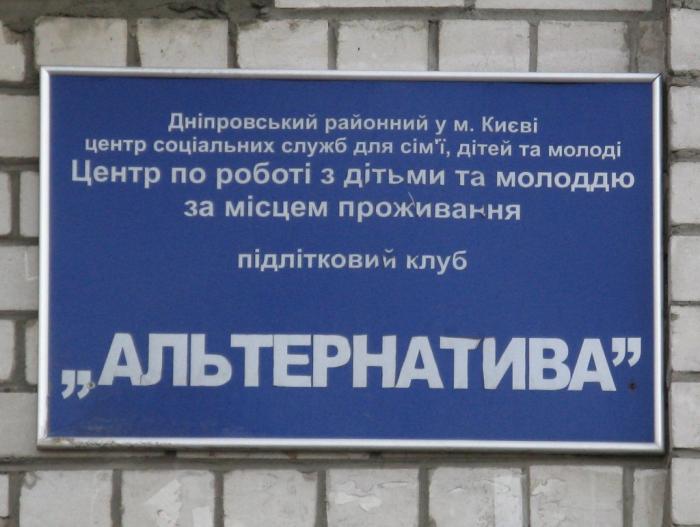 Дніпровський районний у м. Києві
центр соціальних служб для сім'ї, дітей та молоді
Центр по роботі з дітьми та молоддю
за місцем проживання
підлітковий клуб
„АЛЬТЕРНАТИВА”